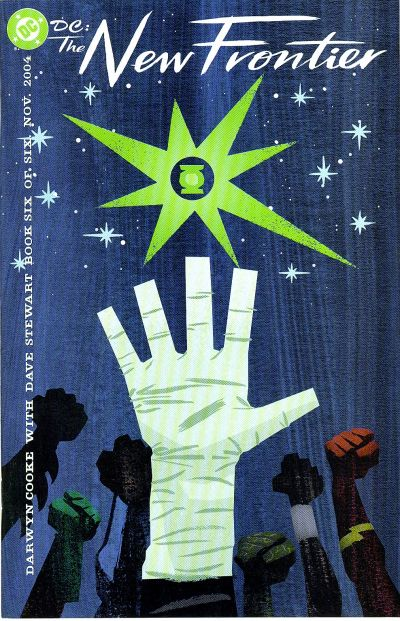 DC
DC:
The New Frontier
DARWYN COOKE WITH DAVE STEWART BOOK SIX OF SIX NOV. 2004